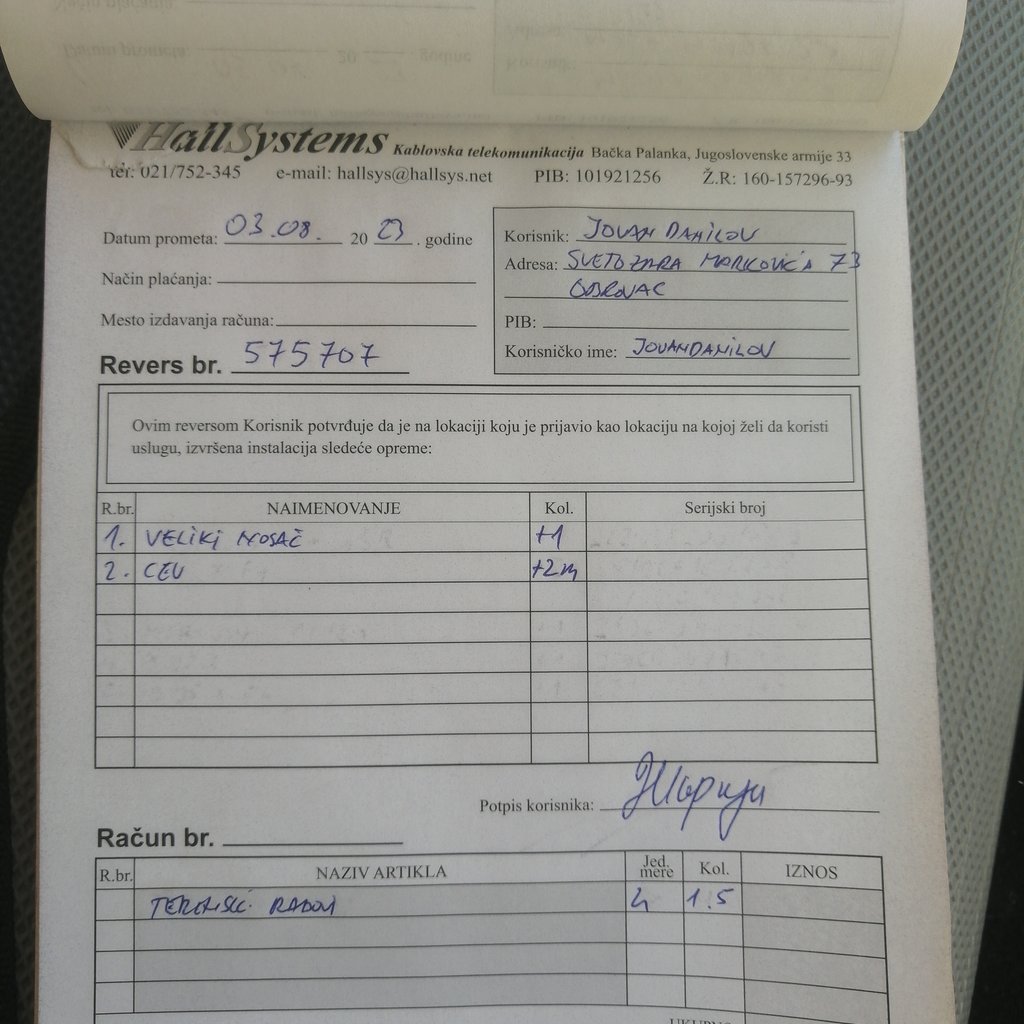 HallSystems Kablovska telekomunikacija Bačka Palanka, Jugoslovenske armije 33
tel: 021/752-345 e-mail: hallsys@hallsys.net PIB: 101921256 Ž.R: 160-157296-93
Datum prometa: 03.08. 20 23. godine
Način plaćanja:
Mesto izdavanja računa:
Revers br. 575707
Korisnik: JOVAN DANILOV
Adresa: SVETOZARA MARKOVIĆA 73
OBROVAC
PIB:
Korisničko ime: JOVANDANILOV
Ovim reversom Korisnik potvrđuje da je na lokaciji koju je prijavio kao lokaciju na kojoj želi da koristi
uslugu, izvršena instalacija sledeće opreme:
R.br. NAIMENOVANJE Kol. Serijski broj
1. VELIKI NOSAČ +1
2. CEV +2m
Potpis korisnika:
Račun br.
R.br. NAZIV ARTIKLA Jed. mere Kol. IZNOS
TERENSKI RADOVI h 1.5